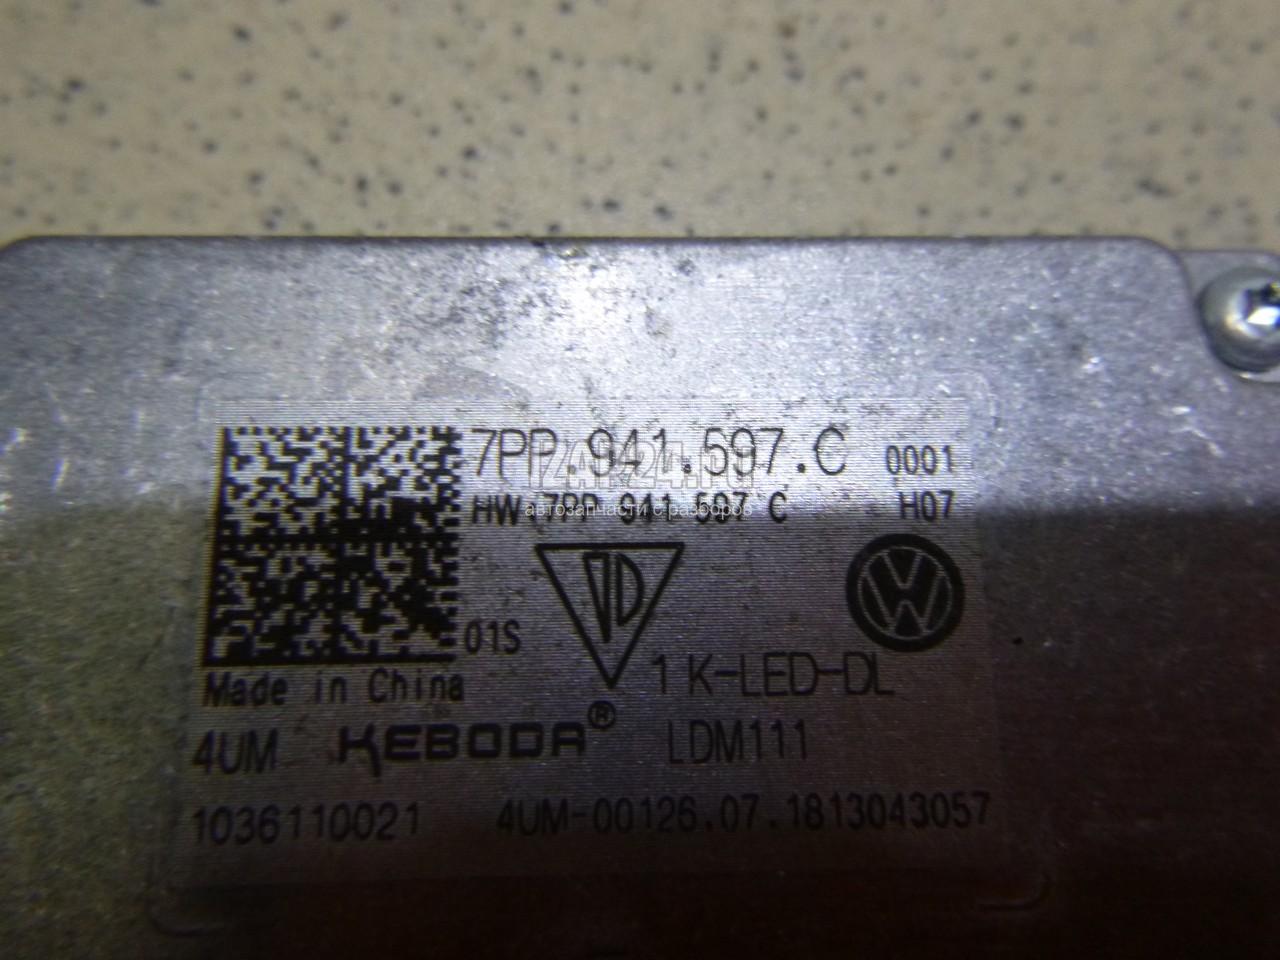 7PP.941.597.C 0001
HW:7PP 941 597 C H07
автозапчасти с разборов
01S
1K-LED-DL
Made in China
4UM KEBODA® LDM111
1036110021 4UM-00126.07.1813043057